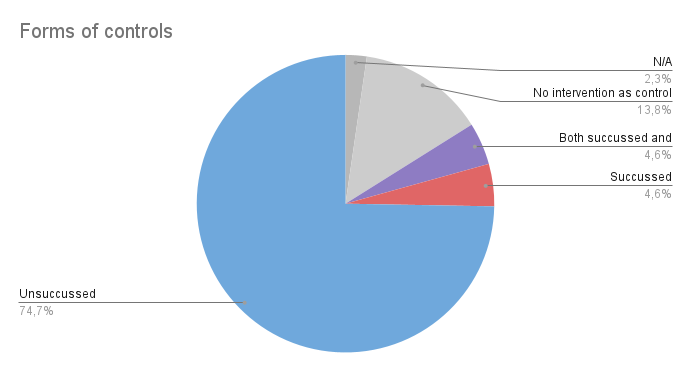 Forms of controls
N/A
2,3%
No intervention as control
13,8%
Both succussed and
4,6%
Succussed
4,6%
Unsuccussed
74,7%